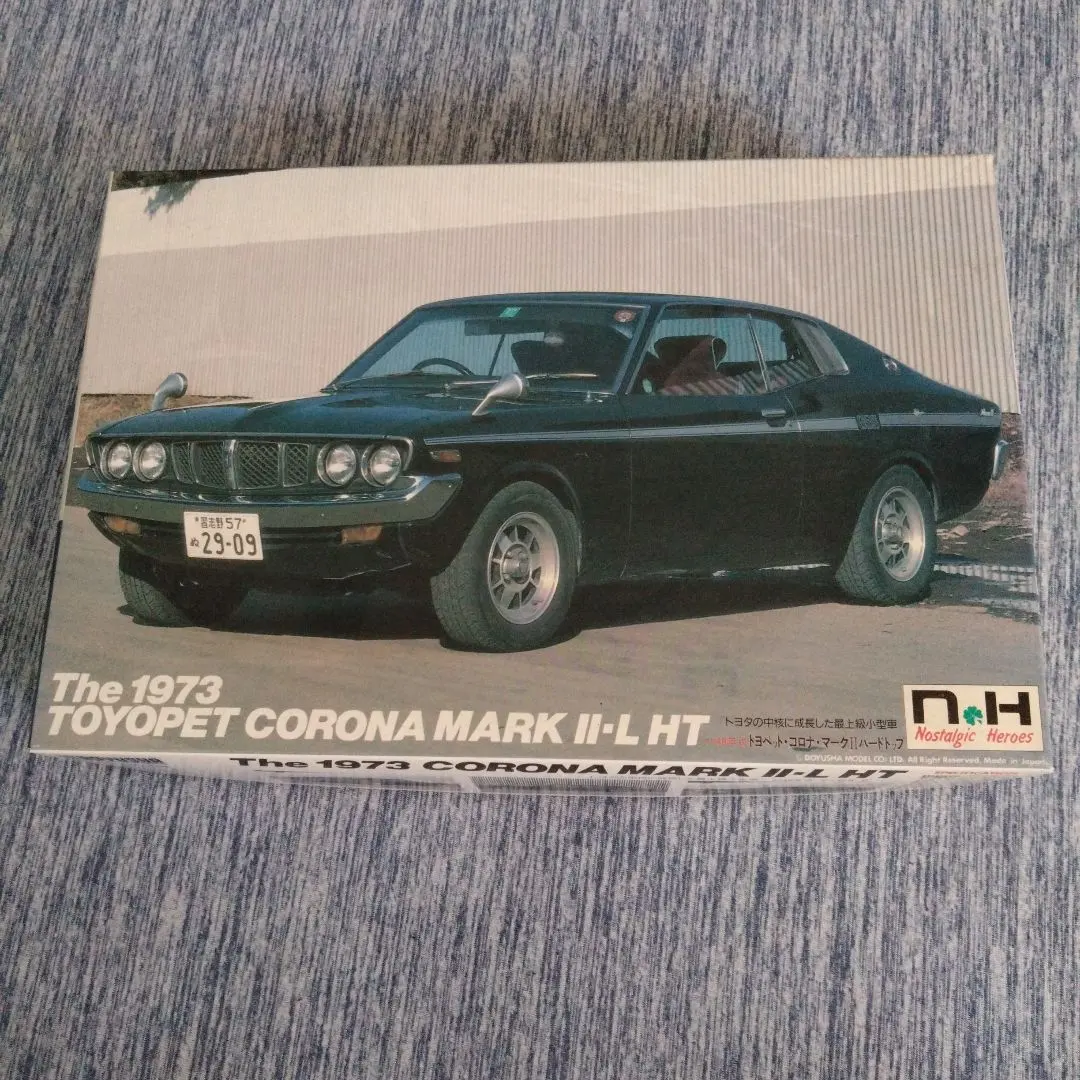 習志野57
ぬ 29-09
The 1973
TOYOPET CORONA MARK II-L HT
トヨタの中核に成長した最上級小型車
トヨペット・コロナ・マークIIハードトップ
n H
Nostalgic Heroes
© DOYUSHA MODEL CO; LTD. All Right Reserved. Made in Japan
The 1973 CORONA MARK II-L HT